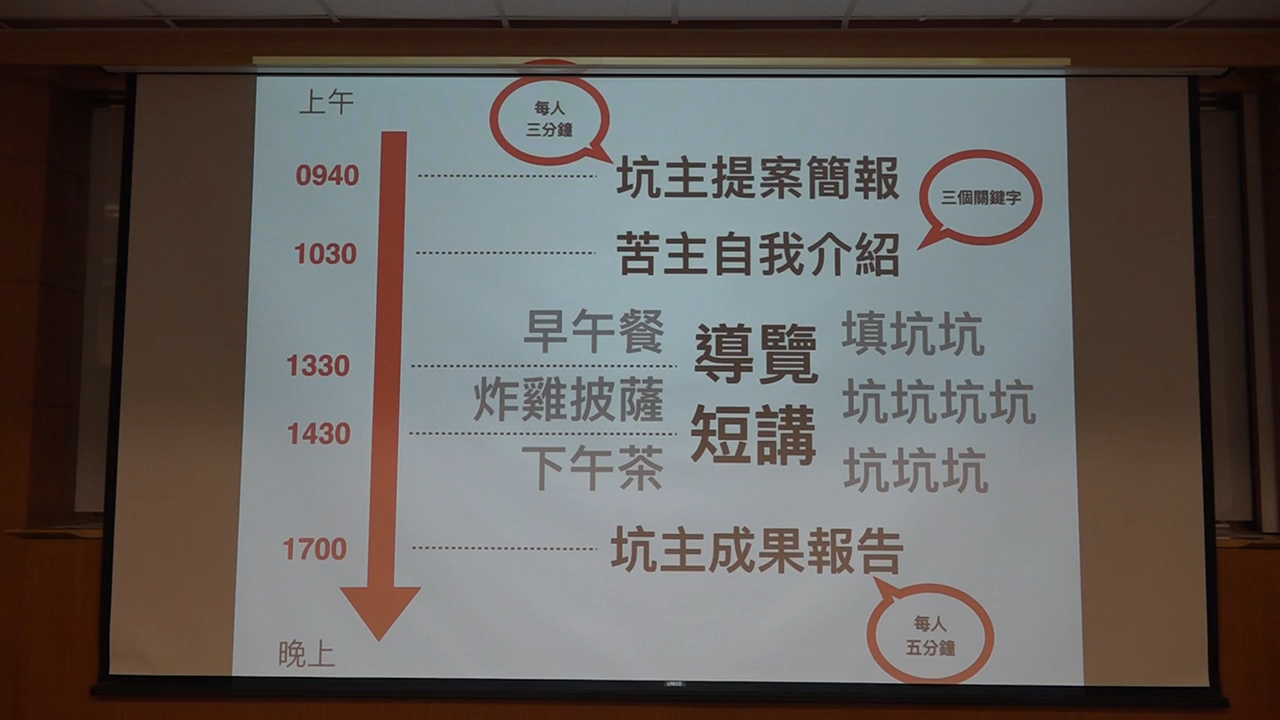 上午
每人
三分鐘
0940
坑主提案簡報
三個關鍵字
1030
苦主自我介紹
早午餐
填坑坑
1330
導覽
炸雞披薩
坑坑坑坑
1430
短講
下午茶
坑坑坑
1700
坑主成果報告
每人
五分鐘
晚上